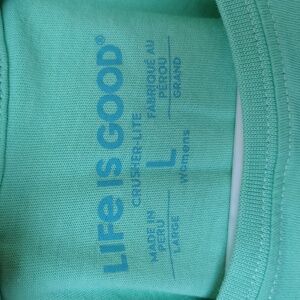 LIFE IS GOOD®
CRUSHER-LITE
MADE IN PERU
LARGE
L
Womens
FABRIQUÉ AU PÉROU
GRAND